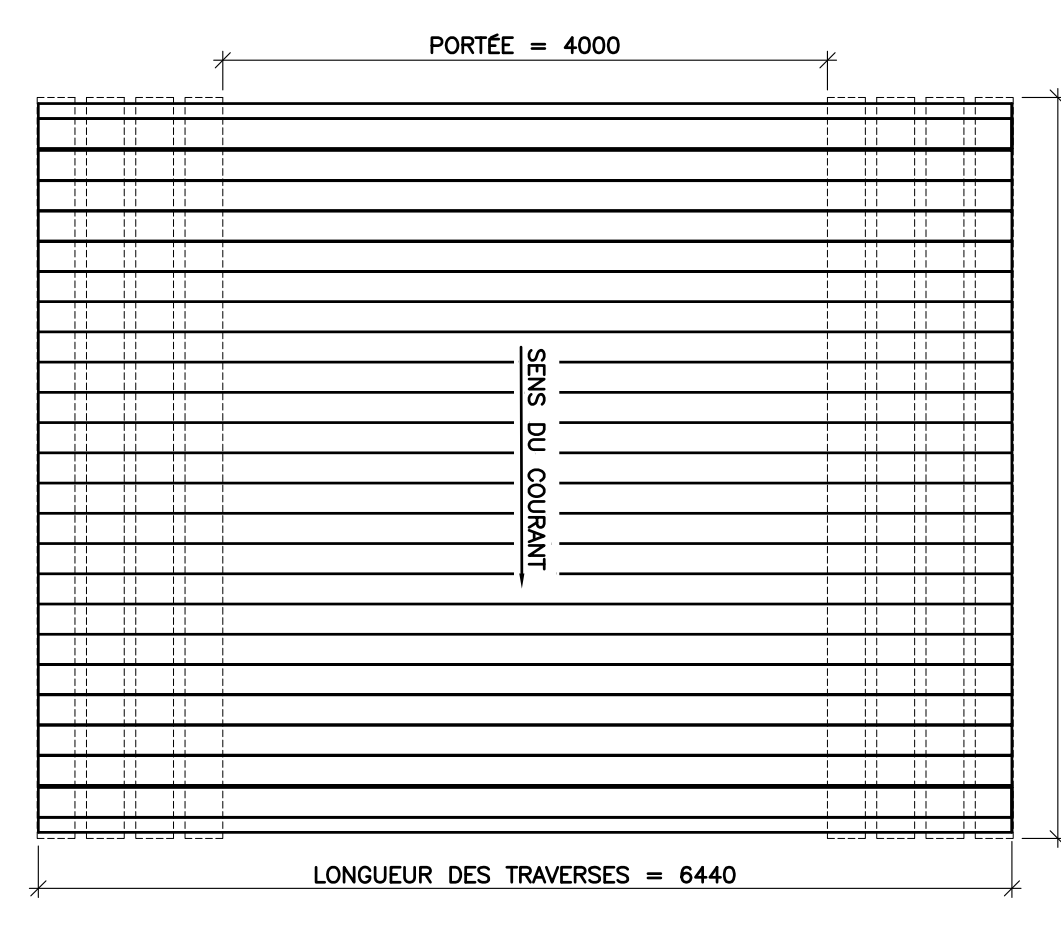 PORTÉE = 4000
SENS DU COURANT
LONGUEUR DES TRAVERSES = 6440